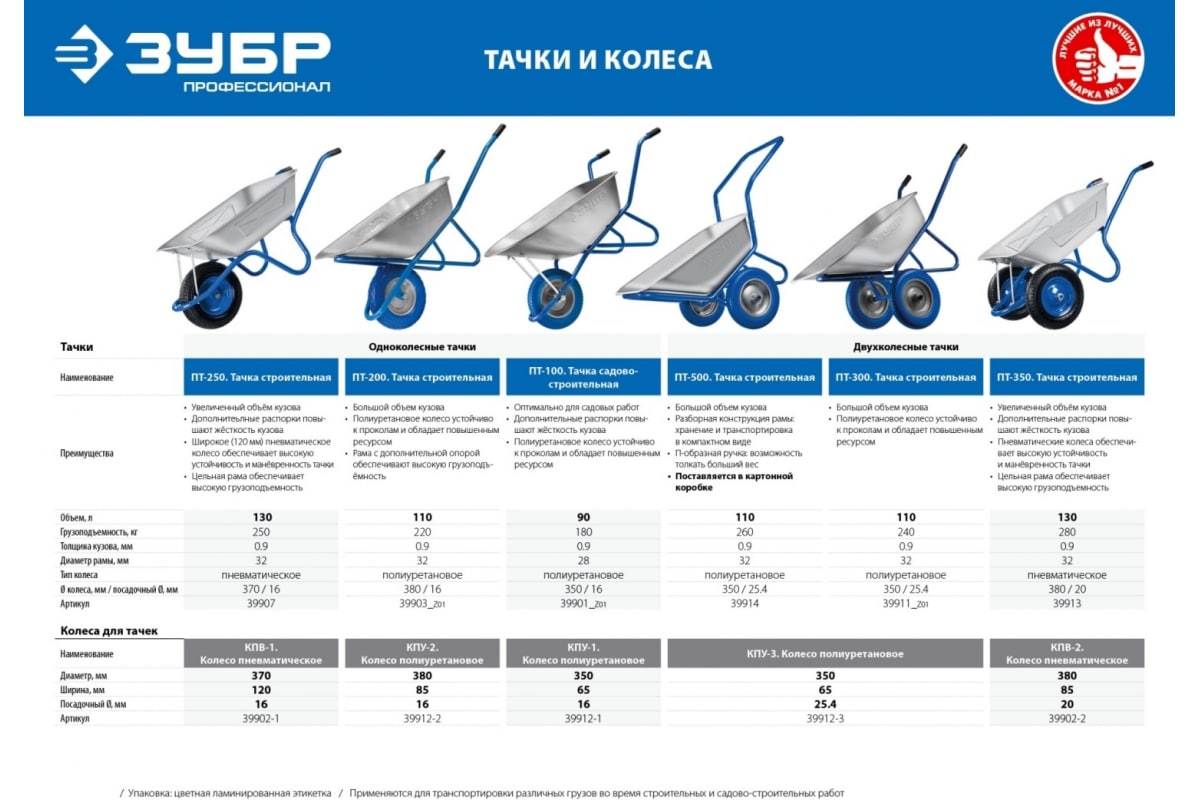 ЗУБР
ПРОФЕССИОНАЛ
ТАЧКИ И КОЛЕСА
ЛУЧШИЕ ИЗ ЛУЧШИХ
МАРКА №1
Тачки
Одноколесные тачки
Двухколесные тачки
Наименование
ПТ-250. Тачка строительная
ПТ-200. Тачка строительная
ПТ-100. Тачка садово-
строительная
ПТ-500. Тачка строительная
ПТ-300. Тачка строительная
ПТ-350. Тачка строительная
Преимущества
• Увеличенный объём кузова
• Дополнительные распорки повы-
шают жёсткость кузова
• Широкое (120 мм) пневматическое
колесо обеспечивает высокую
устойчивость и манёвренность тачки
• Цельная рама обеспечивает
высокую грузоподъемность
• Большой объем кузова
• Полиуретановое колесо устойчиво
к проколам и обладает повышенным
ресурсом
• Рама с дополнительной опорой
обеспечивают высокую грузоподъ-
ёмность
• Оптимально для садовых работ
• Дополнительные распорки повы-
шают жёсткость кузова
• Полиуретановое колесо устойчиво
к проколам и обладает повышенным
ресурсом
• Большой объем кузова
• Разборная конструкция рамы:
хранение и транспортировка
в компактном виде
• П-образная ручка: возможность
толкать больший вес
• Поставляется в картонной
коробке
• Большой объем кузова
• Полиуретановое колесо устойчиво
к проколам и обладает повышенным
ресурсом
• Увеличенный объем кузова
• Дополнительные распорки повы-
шают жёсткость кузова
• Пневматические колеса обеспечи-
вает высокую устойчивость
и манёвренность тачки
• Цельная рама обеспечивает
высокую грузоподъемность
Объем, л 130 110 90 110 110 130
Грузоподъемность, кг 250 220 180 260 240 280
Толщина кузова, мм 0.9 0.9 0.9 0.9 0.9 0.9
Диаметр рамы, мм 32 32 28 32 32 32
Тип колеса пневматическое полиуретановое полиуретановое полиуретановое полиуретановое пневматическое
Ø колеса, мм / посадочный Ø, мм 370 / 16 380 / 16 350 / 16 350 / 25.4 350 / 25.4 380 / 20
Артикул 39907 39903_Z01 39901_Z01 39914 39911_Z01 39913
Колеса для тачек
Наименование
КПВ-1.
Колесо пневматическое
КПУ-2.
Колесо полиуретановое
КПУ-1.
Колесо полиуретановое
КПУ-3. Колесо полиуретановое
КПВ-2.
Колесо пневматическое
Диаметр, мм 370 380 350 350 380
Ширина, мм 120 85 65 65 85
Посадочный Ø, мм 16 16 16 25.4 20
Артикул 39902-1 39912-2 39912-1 39912-3 39902-2
/ Упаковка: цветная ламинированная этикетка / Применяются для транспортировки различных грузов во время строительных и садово-строительных работ